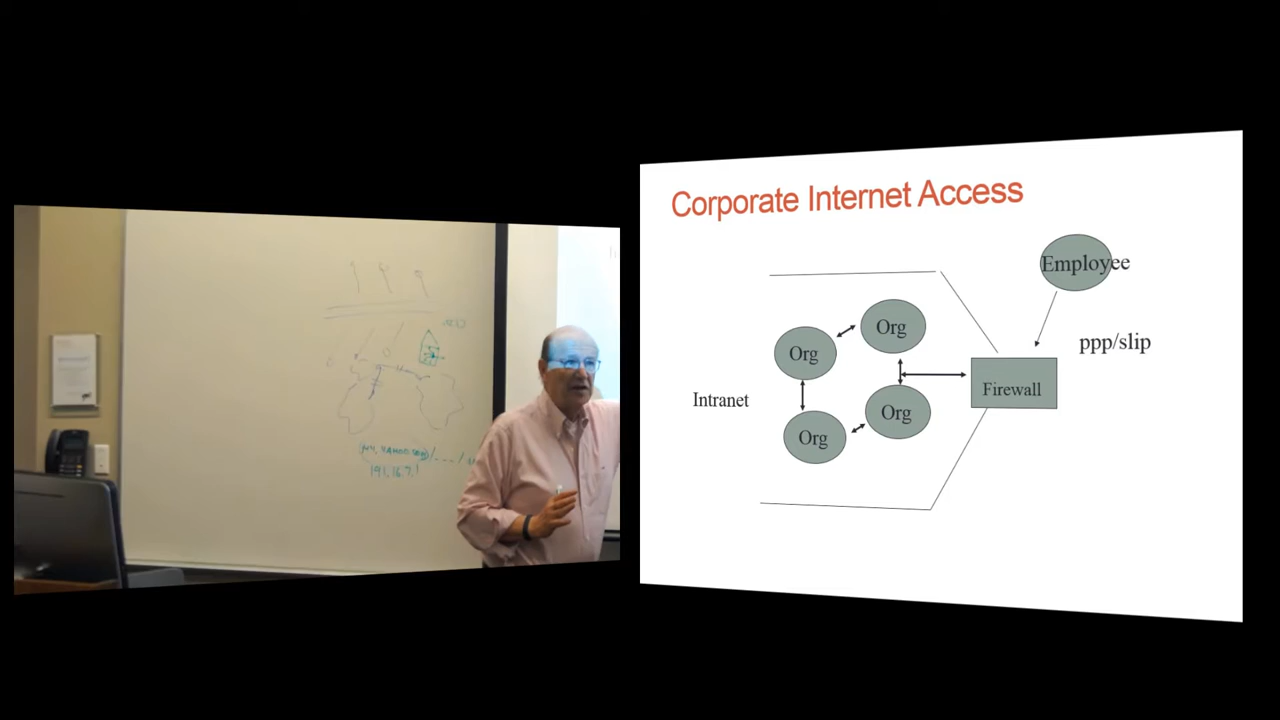 Corporate Internet Access
Employee
Org
Org
ppp/slip
Firewall
Intranet
Org
Org
191.16.7.1